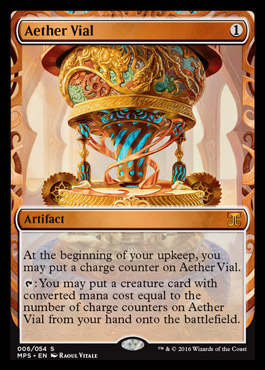 Aether Vial 1
Artifact
At the beginning of your upkeep, you
may put a charge counter on Aether Vial.
:You may put a creature card with
converted mana cost equal to the
number of charge counters on Aether
Vial from your hand onto the battlefield.
006/054 S
MPS • EN Raoul Vitale ™ & © 2016 Wizards of the Coast